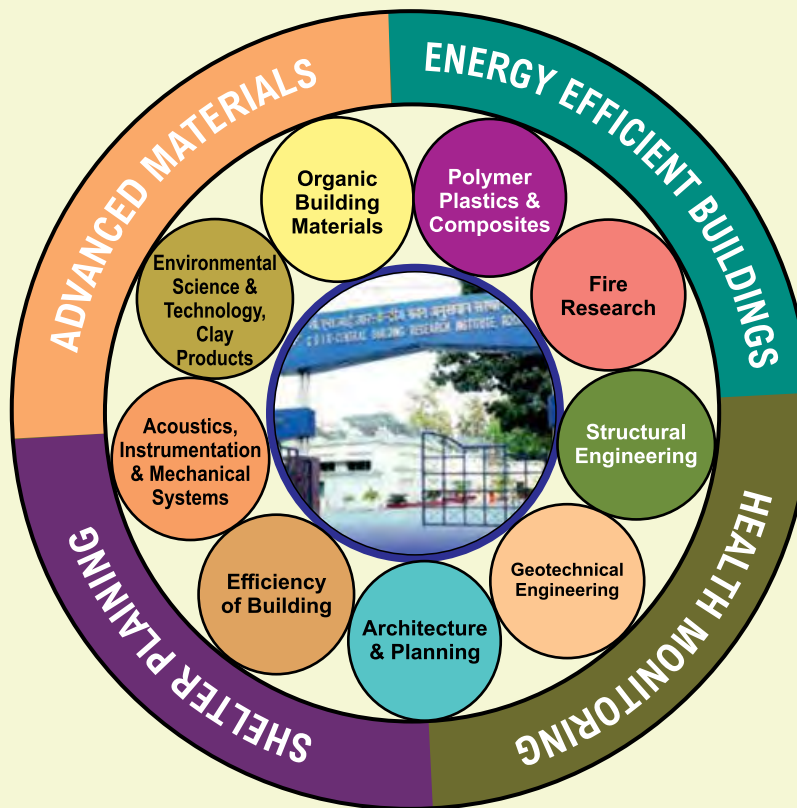 ADVANCED MATERIALS
ENERGY EFFICIENT BUILDINGS
HEALTH MONITORING
SHELTER PLAINING
Organic
Building
Materials
Polymer
Plastics &
Composites
Fire
Research
Structural
Engineering
Geotechnical
Engineering
Architecture
& Planning
Efficiency
of Building
Acoustics,
Instrumentation
& Mechanical
Systems
Environmental
Science &
Technology,
Clay
Products
CENTRAL BUILDING RESEARCH INSTITUTE,